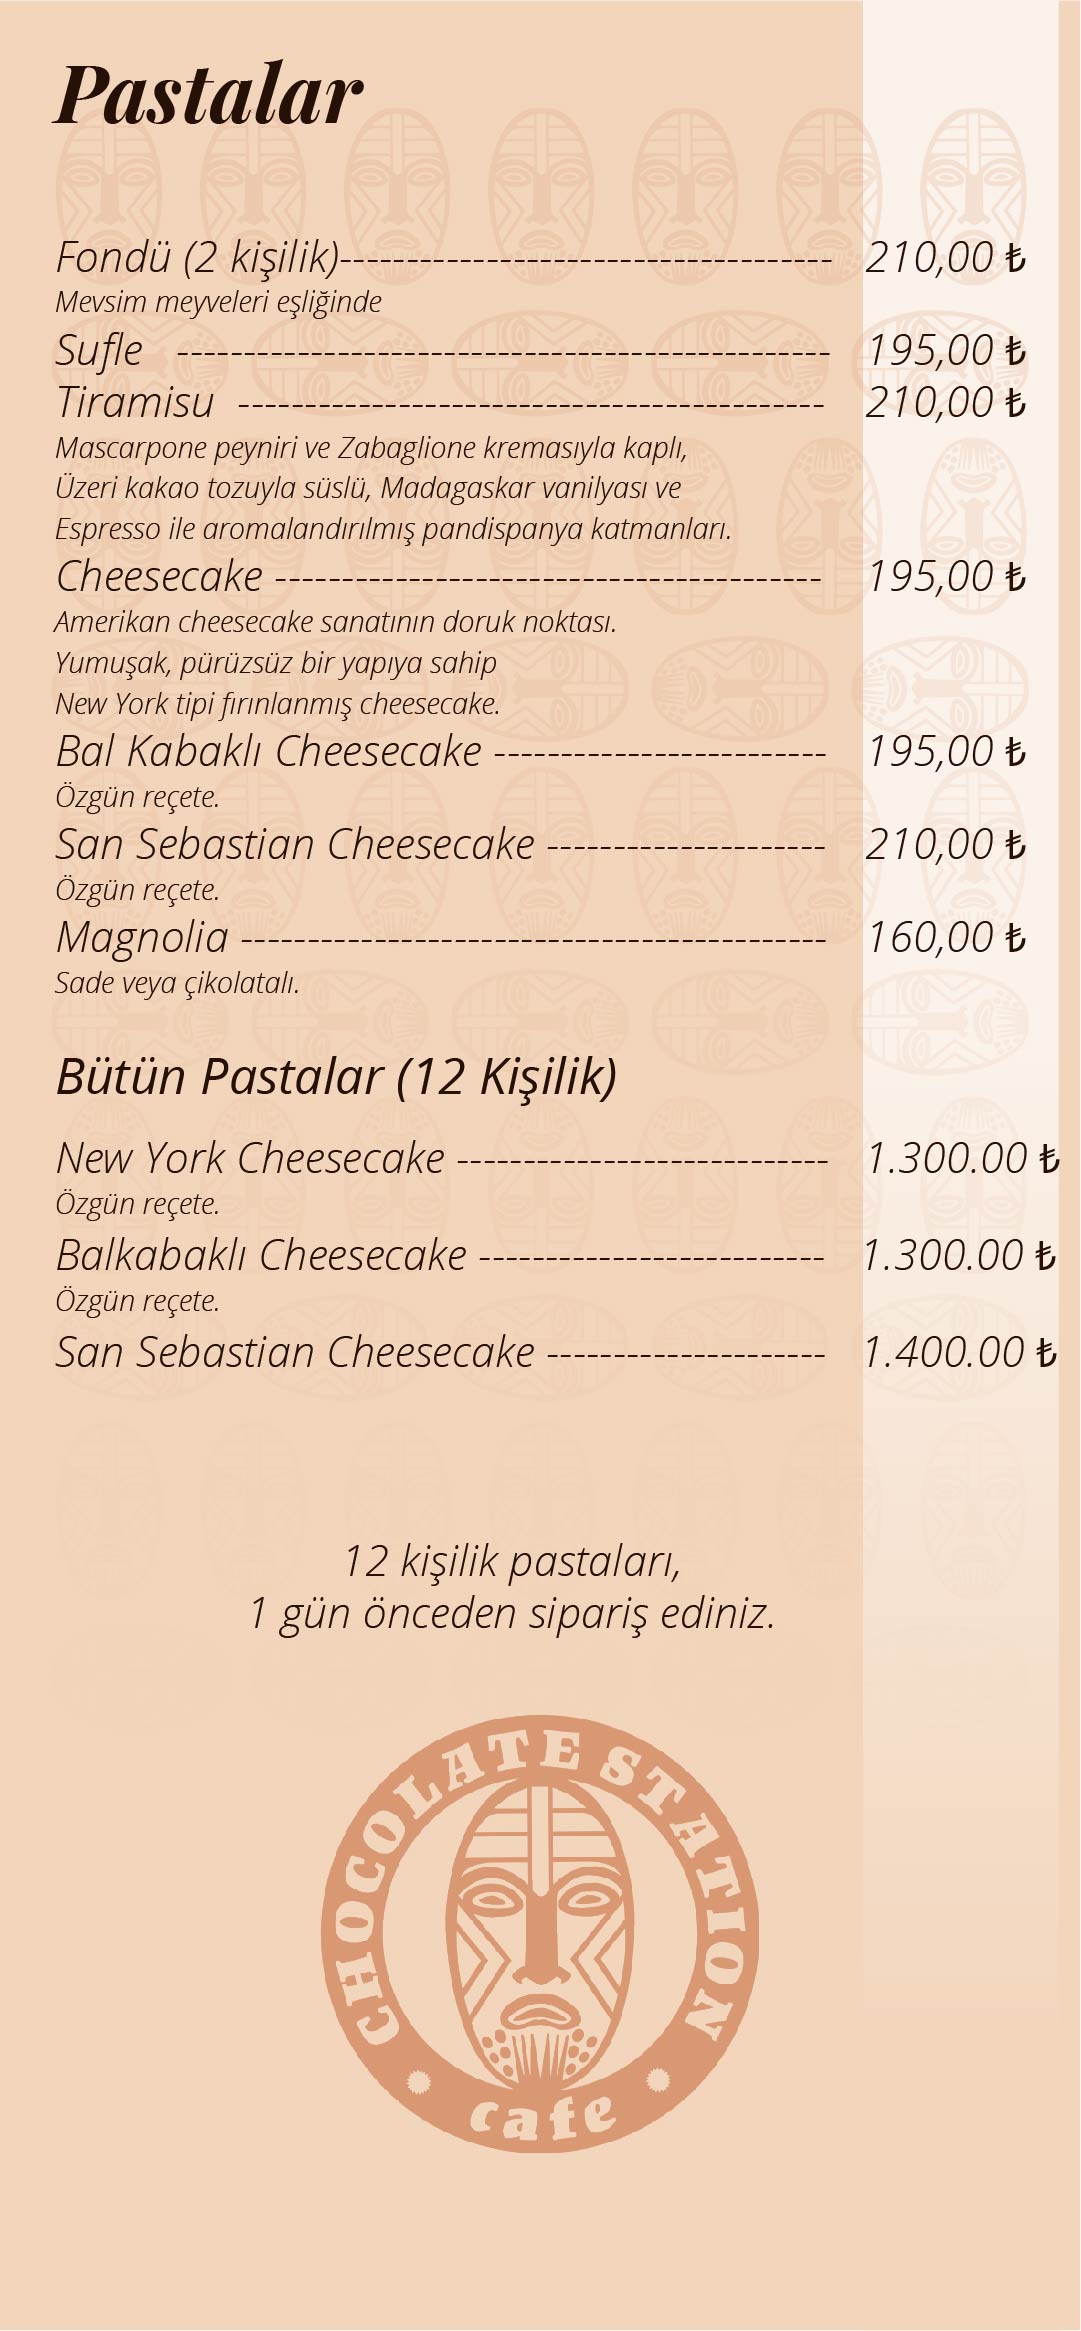 Pastalar
Fondü (2 kişilik)------------------------------------- 210,00 ₺
Mevsim meyveleri eşliğinde
Sufle ------------------------------------------------- 195,00 ₺
Tiramisu -------------------------------------------- 210,00 ₺
Mascarpone peyniri ve Zabaglione kremasıyla kaplı,
Üzeri kakao tozuyla süslü, Madagaskar vanilyası ve
Espresso ile aromalandırılmış pandispanya katmanları.
Cheesecake ----------------------------------------- 195,00 ₺
Amerikan cheesecake sanatının doruk noktası.
Yumuşak, pürüzsüz bir yapıya sahip
New York tipi fırınlanmış cheesecake.
Bal Kabaklı Cheesecake ------------------------- 195,00 ₺
Özgün reçete.
San Sebastian Cheesecake --------------------- 210,00 ₺
Özgün reçete.
Magnolia -------------------------------------------- 160,00 ₺
Sade veya çikolatalı.
Bütün Pastalar (12 Kişilik)
New York Cheesecake ---------------------------- 1.300.00 ₺
Özgün reçete.
Balkabaklı Cheesecake -------------------------- 1.300.00 ₺
Özgün reçete.
San Sebastian Cheesecake --------------------- 1.400.00 ₺
12 kişilik pastaları,
1 gün önceden sipariş ediniz.
CHOCOLATE STATION
cafe